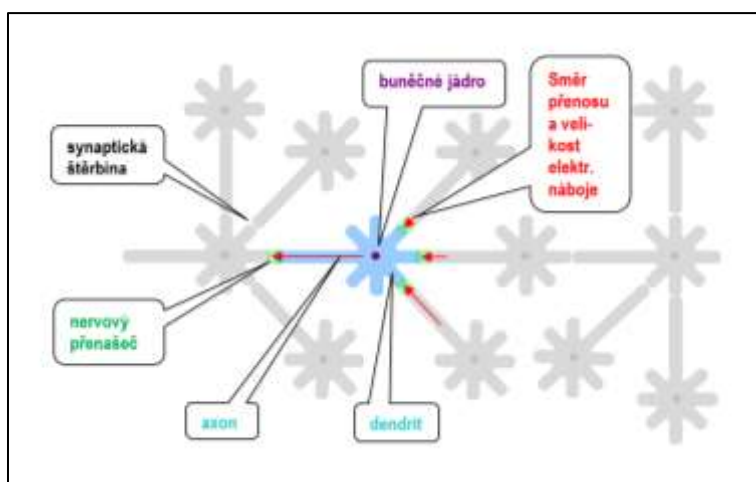 buněčné jádro
Směr
přenosu
a veli-
kost
elektr.
náboje
synaptická
štěrbina
nervový
přenašeč
axon
dendrit